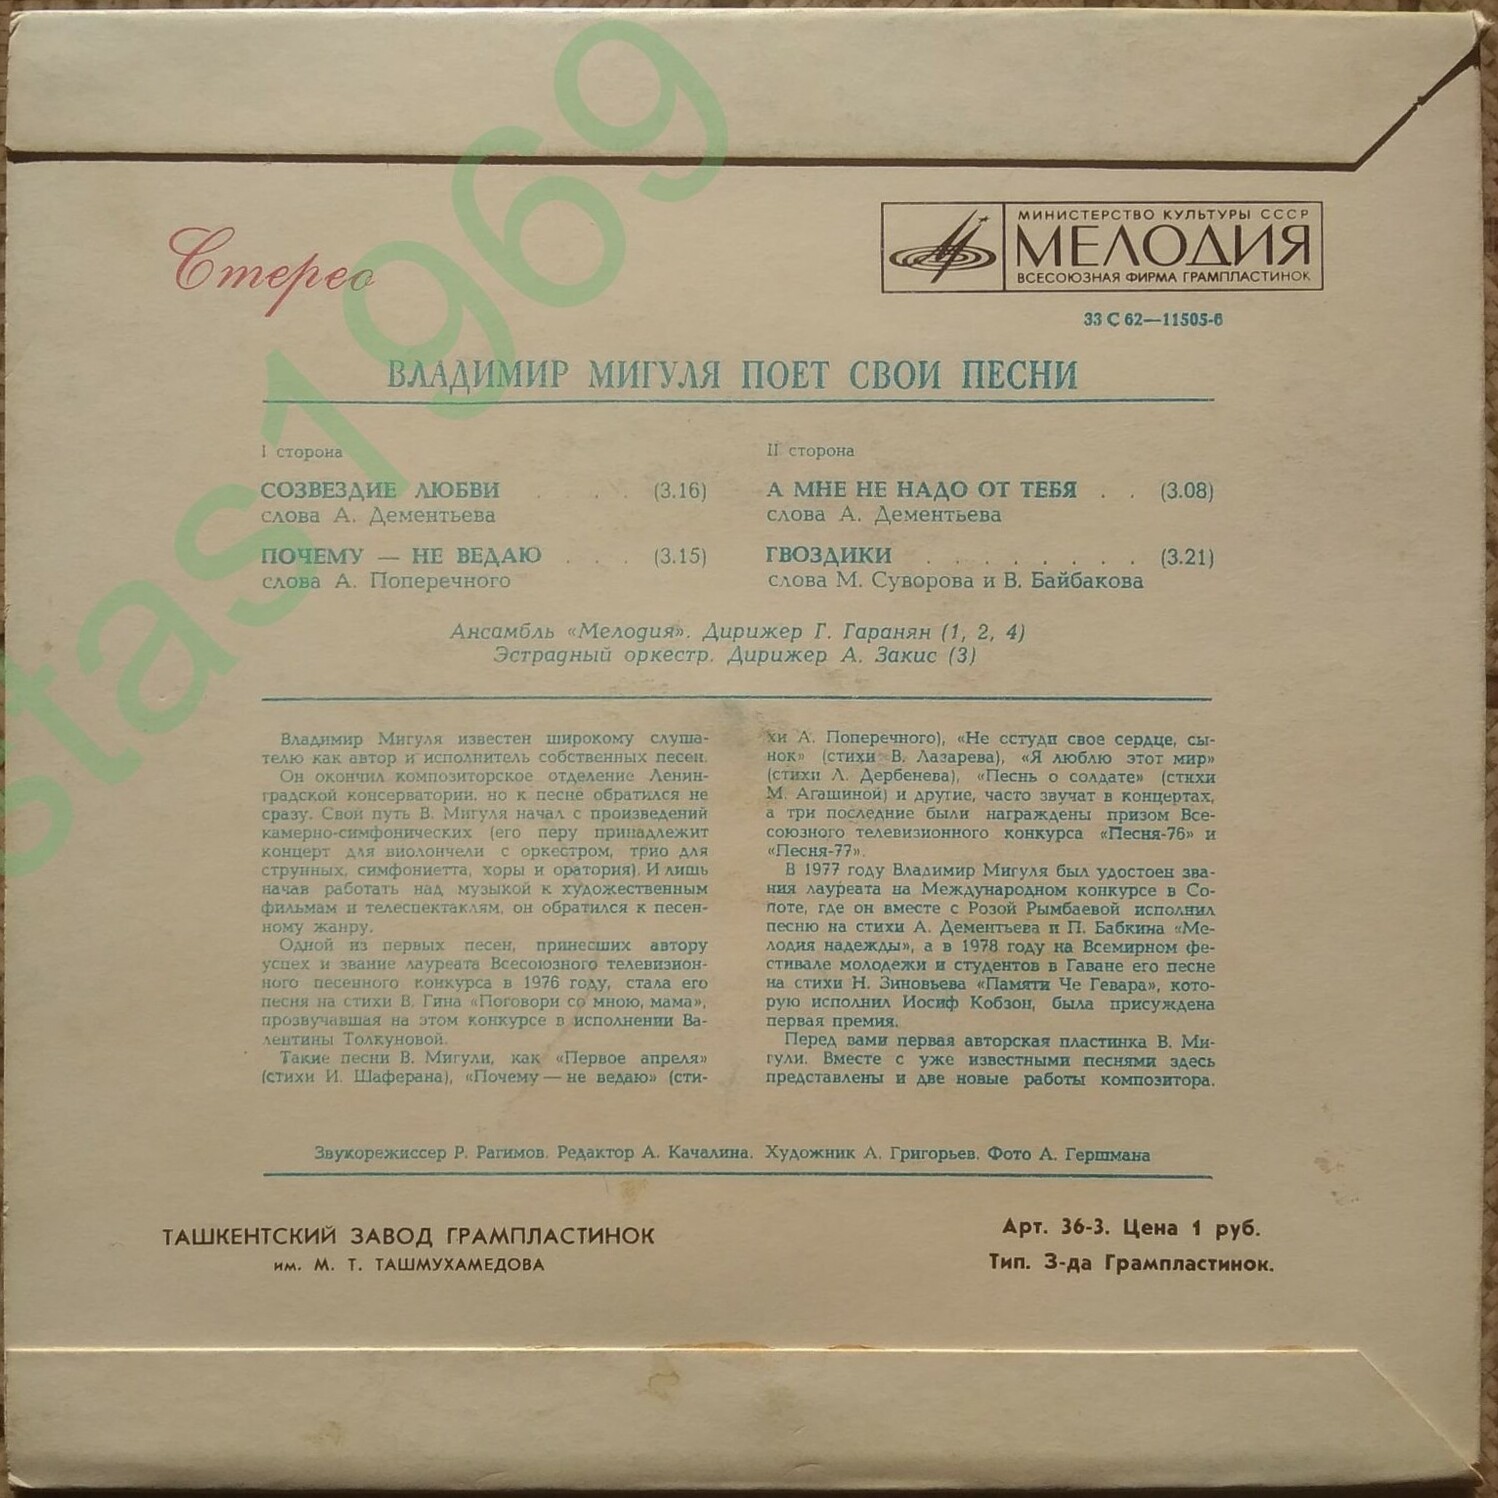 Стерео
МИНИСТЕРСТВО КУЛЬТУРЫ СССР
МЕЛОДИЯ
ВСЕСОЮЗНАЯ ФИРМА ГРАМПЛАСТИНОК
33 С 62—11505-6
ВЛАДИМИР МИГУЛЯ ПОЕТ СВОИ ПЕСНИ
I сторона
СОЗВЕЗДИЕ ЛЮБВИ . . . (3.16)
слова А. Дементьева
ПОЧЕМУ — НЕ ВЕДАЮ . . . (3.15)
слова А. Поперечного
II сторона
А МНЕ НЕ НАДО ОТ ТЕБЯ . . (3.08)
слова А. Дементьева
ГВОЗДИКИ . . . . . . . . (3.21)
слова М. Суворова и В. Байбакова
Ансамбль «Мелодия». Дирижер Г. Гаранян (1, 2, 4)
Эстрадный оркестр. Дирижер А. Закис (3)
Владимир Мигуля известен широкому слуша-
телю как автор и исполнитель собственных песен.
Он окончил композиторское отделение Ленин-
градской консерватории, но к песне обратился не
сразу. Свой путь В. Мигуля начал с произведений
камерно-симфонических (его перу принадлежит
концерт для виолончели с оркестром, трио для
струнных, симфониетта, хоры и оратория). И лишь
начав работать над музыкой к художественным
фильмам и телеспектаклям, он обратился к песен-
ному жанру.
Одной из первых песен, принесших автору
успех и звание лауреата Всесоюзного телевизион-
ного песенного конкурса в 1976 году, стала его
песня на стихи В. Гина «Поговори со мною, мама»,
прозвучавшая на этом конкурсе в исполнении Ва-
лентины Толкуновой.
Такие песни В. Мигули, как «Первое апреля»
(стихи И. Шаферана), «Почему — не ведаю» (сти-
хи А. Поперечного), «Не остуди свое сердце, сы-
нок» (стихи В. Лазарева), «Я люблю этот мир»
(стихи Л. Дербенева), «Песнь о солдате» (стихи
М. Агашиной) и другие, часто звучат в концертах,
а три последние были награждены призом Все-
союзного телевизионного конкурса «Песня-76» и
«Песня-77».
В 1977 году Владимир Мигуля был удостоен зва-
ния лауреата на Международном конкурсе в Со-
поте, где он вместе с Розой Рымбаевой исполнил
песню на стихи А. Дементьева и П. Бабкина «Ме-
лодия надежды», а в 1978 году на Всемирном фе-
стивале молодежи и студентов в Гаване его песне
на стихи Н. Зиновьева «Памяти Че Гевара», кото-
рую исполнил Иосиф Кобзон, была присуждена
первая премия.
Перед вами первая авторская пластинка В. Ми-
гули. Вместе с уже известными песнями здесь
представлены и две новые работы композитора.
Звукорежиссер Р. Рагимов. Редактор А. Качалина. Художник А. Григорьев. Фото А. Гершмана
ТАШКЕНТСКИЙ ЗАВОД ГРАМПЛАСТИНОК
им. М. Т. ТАШМУХАМЕДОВА
Арт. 36-3. Цена 1 руб.
Тип. З-да Грампластинок.
stas1969